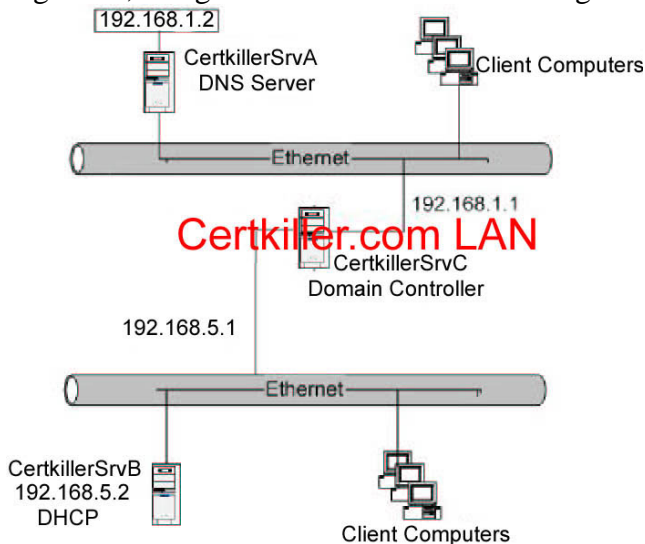 192.168.1.2
CertkillerSrvA
DNS Server
Client Computers
Ethernet
192.168.1.1
Certkiller.com LAN
CertkillerSrvC
Domain Controller
192.168.5.1
Ethernet
CertkillerSrvB
192.168.5.2
DHCP
Client Computers